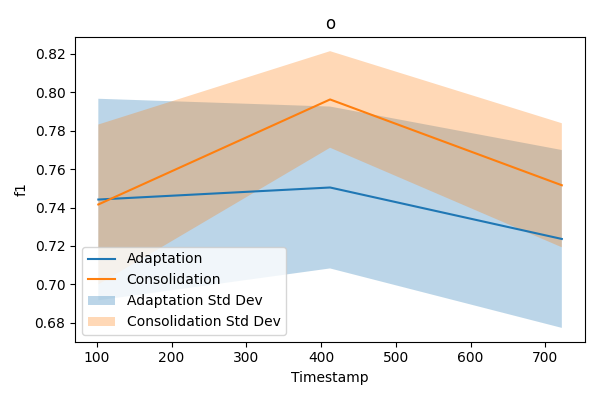 o
f1
0.82
0.80
0.78
0.76
0.74
0.72
0.70
0.68
Adaptation
Consolidation
Adaptation Std Dev
Consolidation Std Dev
100 200 300 400 500 600 700
Timestamp